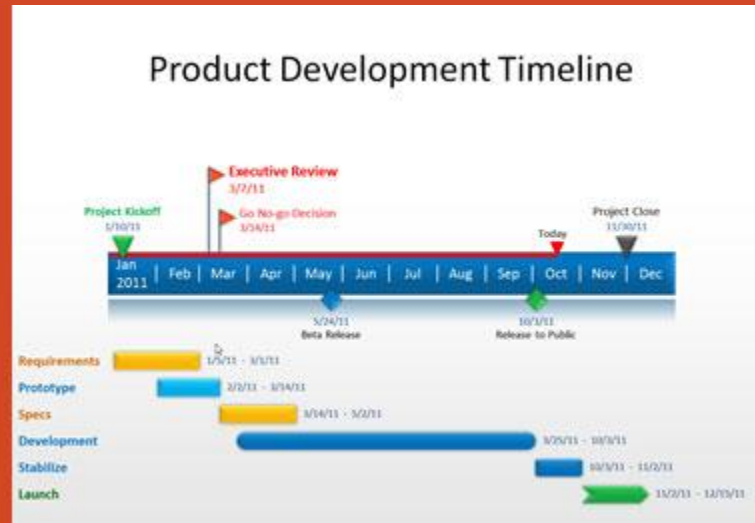 Product Development Timeline
Executive Review
3/7/11
Project Kickoff
1/10/11
Go No-go Decision
3/14/11
Project Close
11/30/11
Today
Jan 2011 | Feb | Mar | Apr | May | Jun | Jul | Aug | Sep | Oct | Nov | Dec
5/24/11
Beta Release
10/3/11
Release to Public
Requirements 1/5/11 - 3/1/11
Prototype 2/2/11 - 3/14/11
Specs 3/14/11 - 5/2/11
Development 3/25/11 - 10/3/11
Stabilize 10/3/11 - 11/2/11
Launch 11/2/11 - 12/15/11